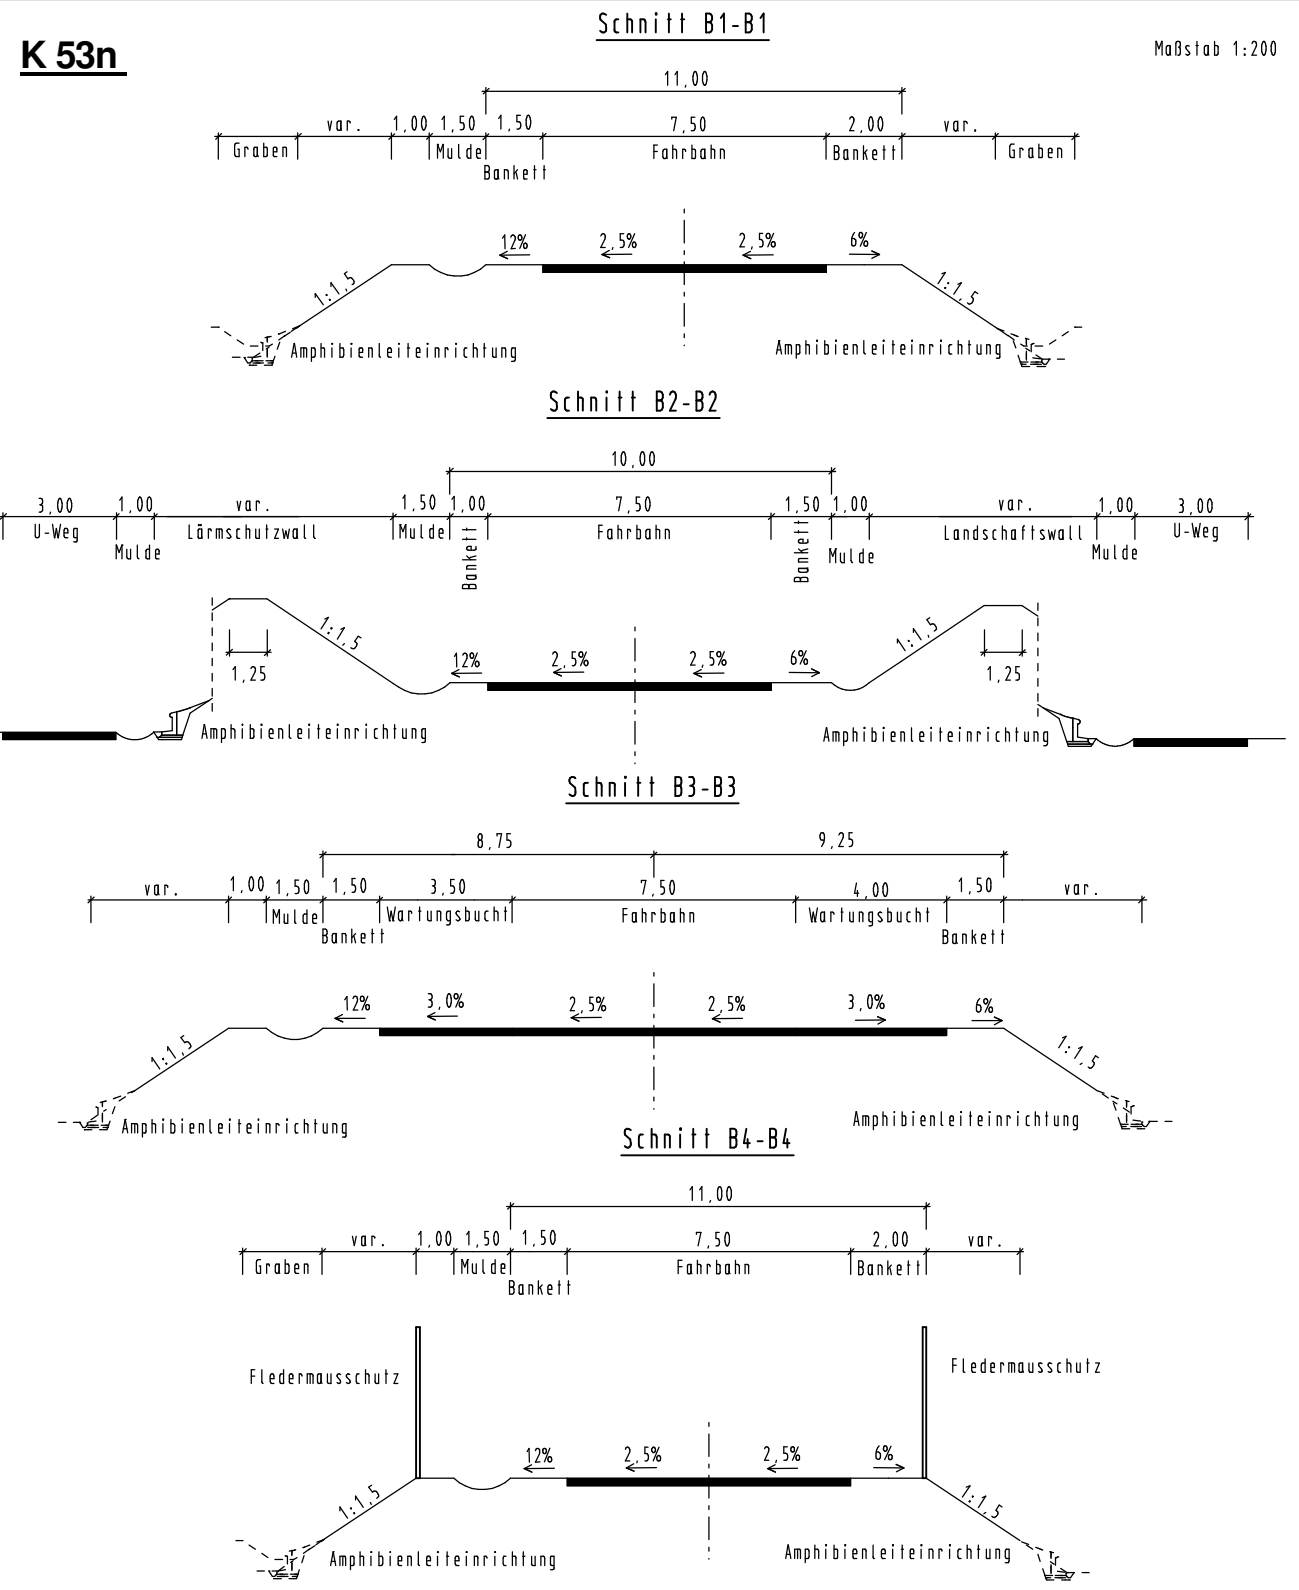 Schnitt B1-B1
K 53n
Maßstab 1:200
11,00
var. 1,00 1,50 1,50 7,50 2,00 var.
Graben Mulde Fahrbahn Bankett Graben
Bankett
12% 2,5% 2,5% 6%
1:1,5 1:1,5
Amphibienleiteinrichtung Amphibienleiteinrichtung
Schnitt B2-B2
10,00
3,00 1,00 var. 1,50 1,00 7,50 1,50 1,00 var. 1,00 3,00
U-Weg Mulde Lärmschutzwall Mulde Bankett Fahrbahn Bankett Mulde Landschaftswall Mulde U-Weg
1:1,5 1:1,5
1,25 12% 2,5% 2,5% 6% 1,25
Amphibienleiteinrichtung Amphibienleiteinrichtung
Schnitt B3-B3
8,75 9,25
var. 1,00 1,50 1,50 3,50 7,50 4,00 1,50 var.
Mulde Wartungsbucht Fahrbahn Wartungsbucht
Bankett Bankett
12% 3,0% 2,5% 2,5% 3,0% 6%
1:1,5 1:1,5
Amphibienleiteinrichtung Amphibienleiteinrichtung
Schnitt B4-B4
11,00
var. 1,00 1,50 1,50 7,50 2,00 var.
Graben Mulde Fahrbahn Bankett
Bankett
Fledermausschutz Fledermausschutz
12% 2,5% 2,5% 6%
1:1,5 1:1,5
Amphibienleiteinrichtung Amphibienleiteinrichtung